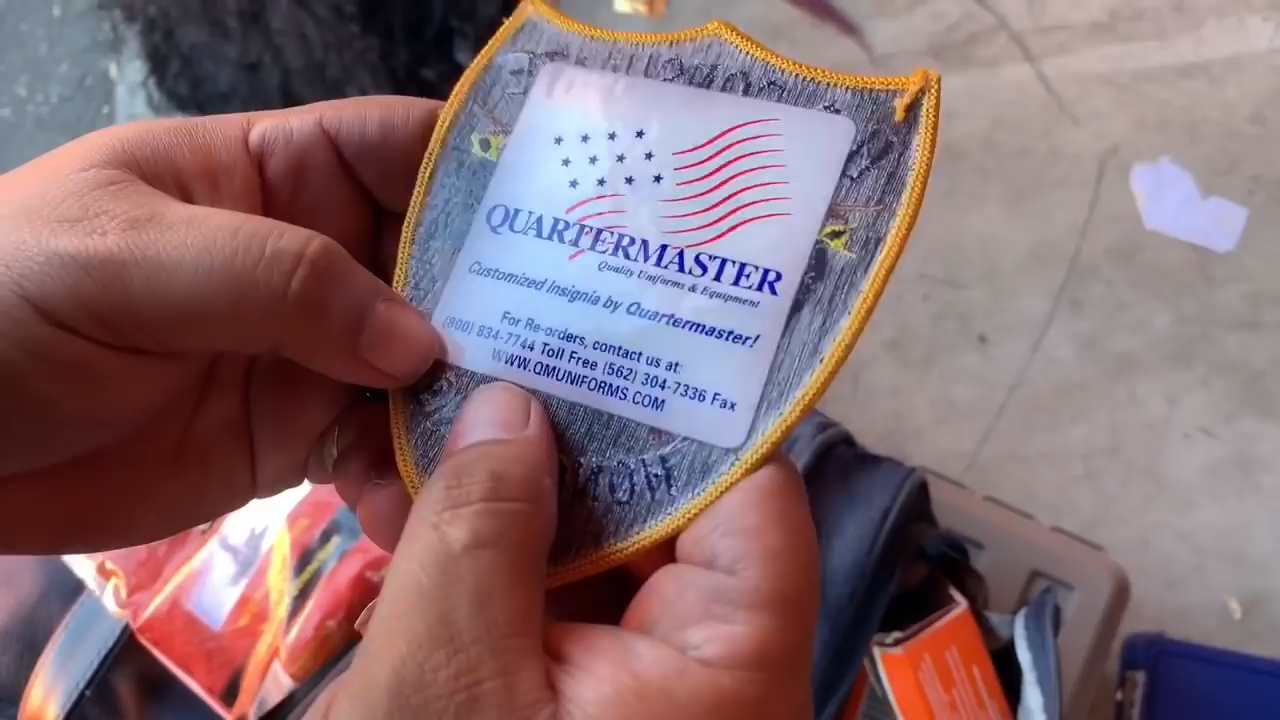 QUARTERMASTER
Quality Uniforms & Equipment
Customized Insignia by Quartermaster!
For Re-orders, contact us at:
(800) 834-7744 Toll Free (562) 304-7336 Fax
WWW.QMUNIFORMS.COM